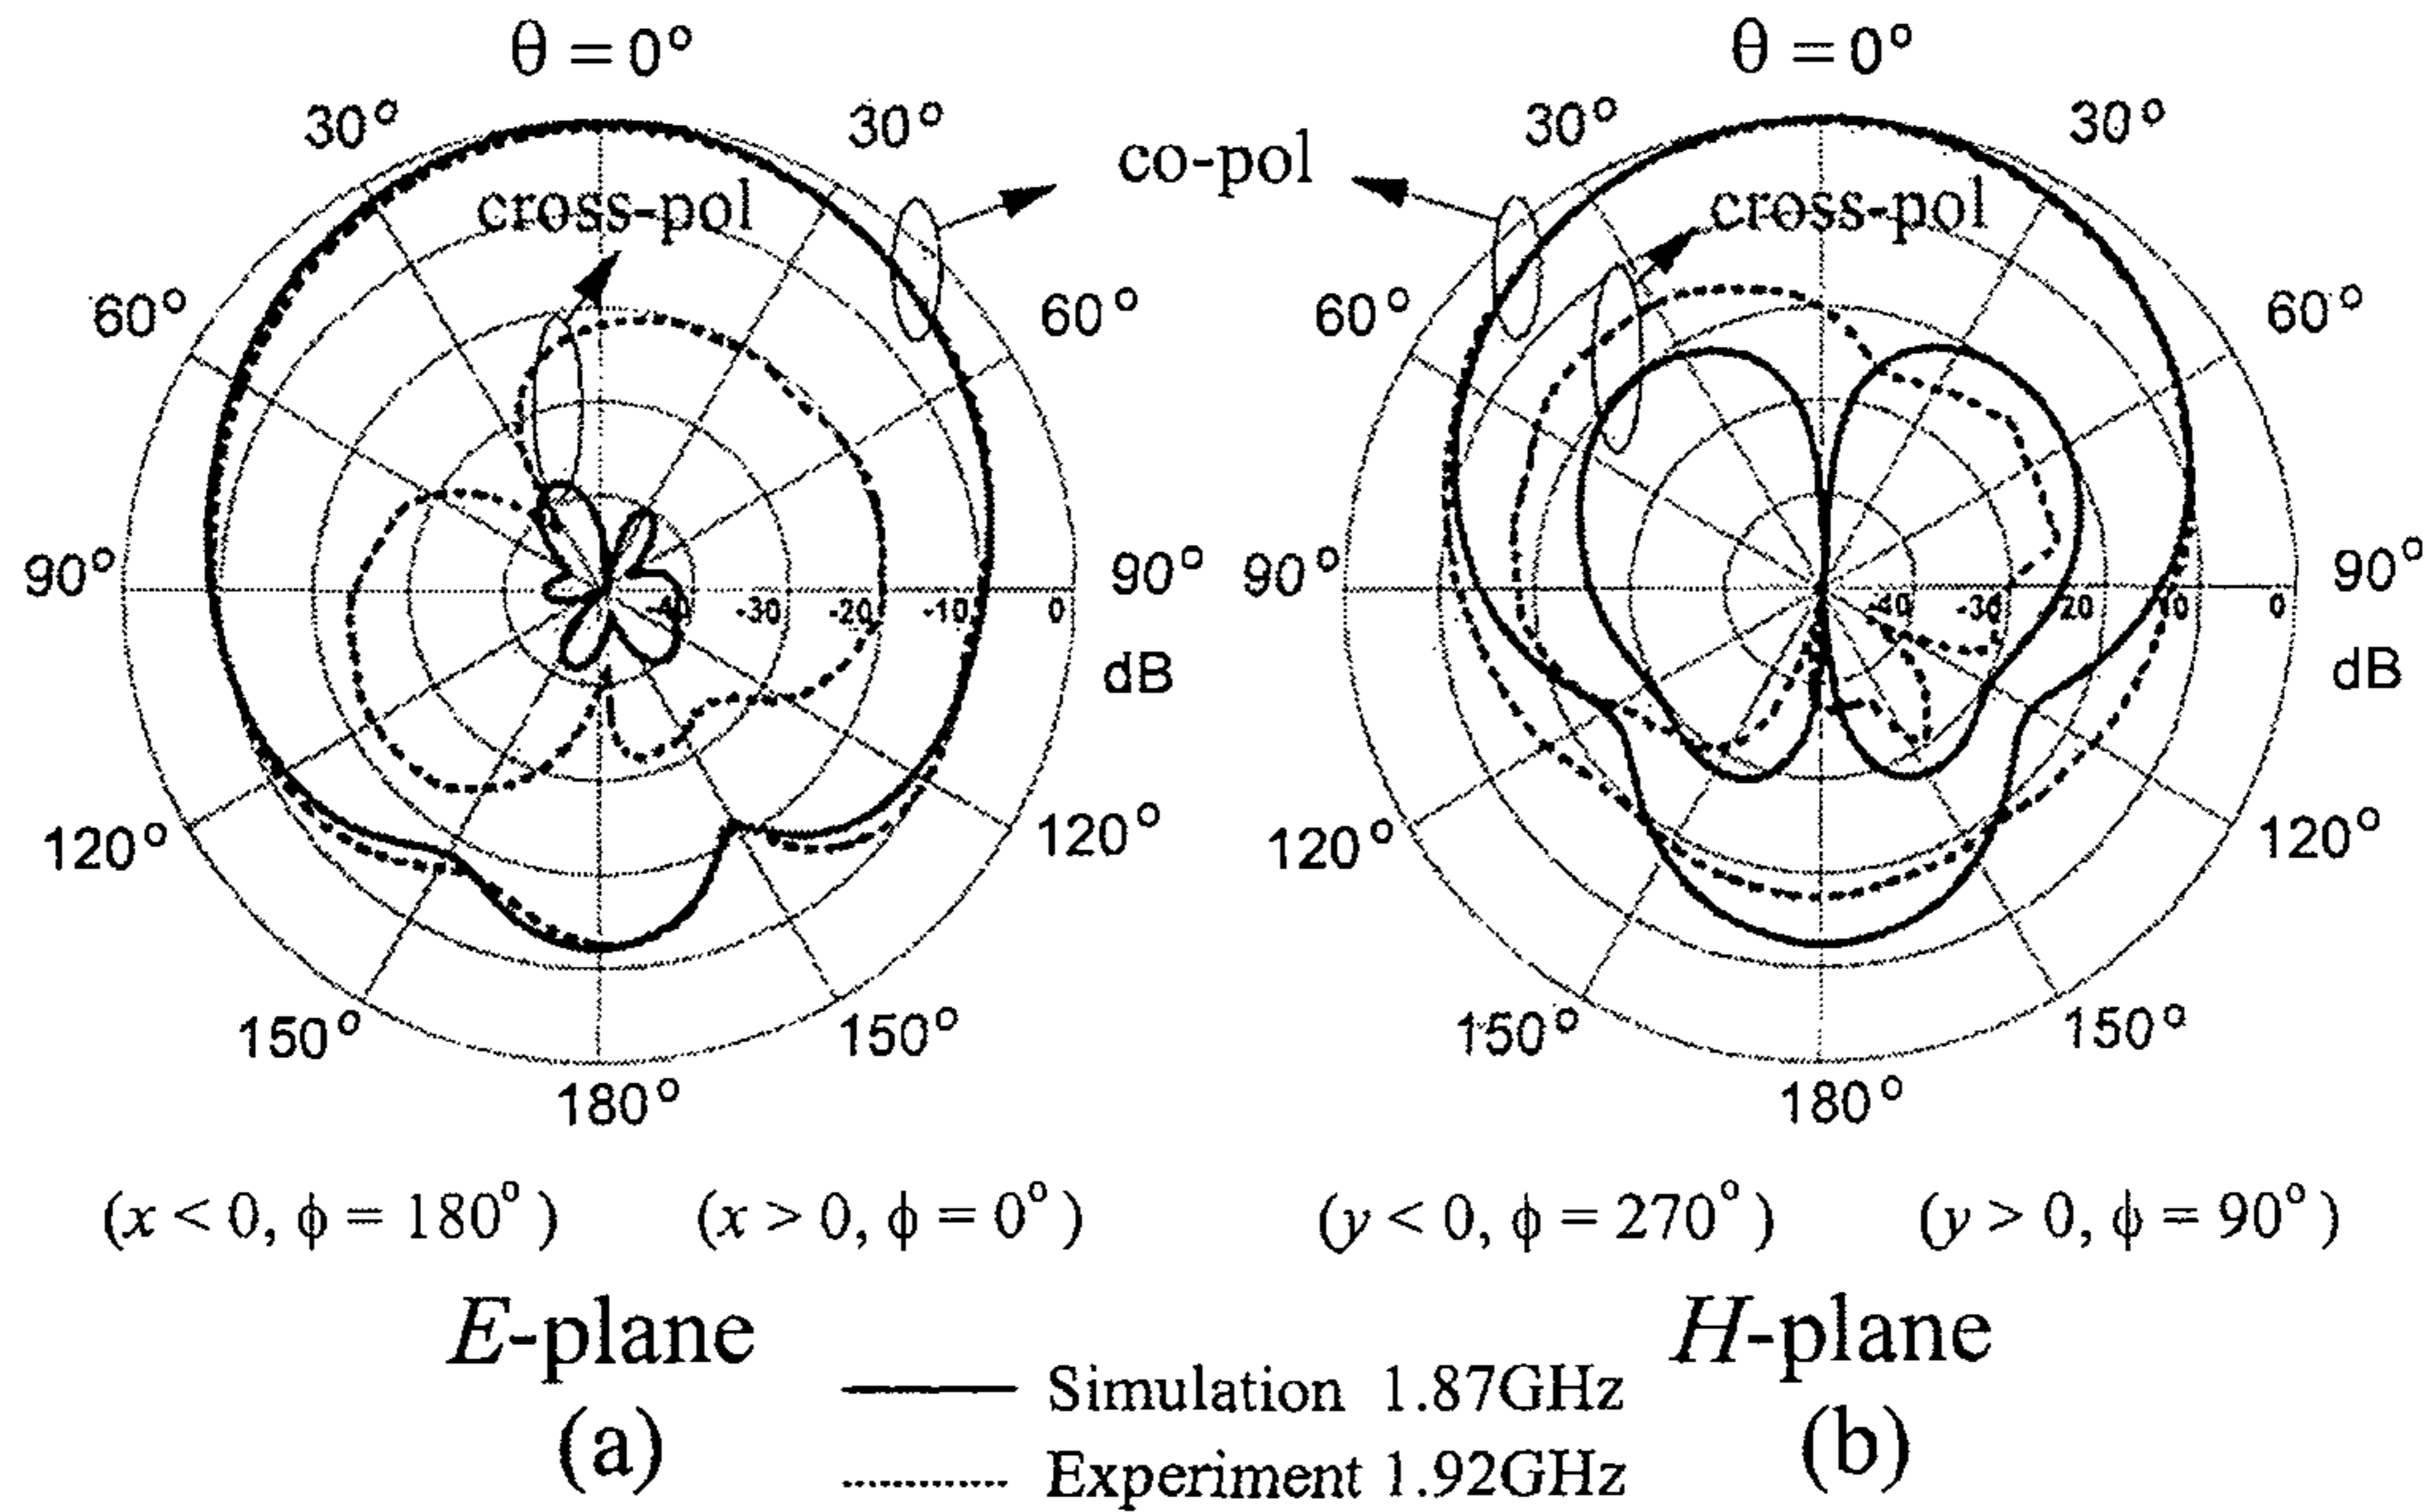 θ = 0°
θ = 0°
30°
30°
30°
30°
co-pol
cross-pol
cross-pol
60°
60°
60°
60°
90°
90°
90°
90°
-40
-30
-20
-10
0
-40
-30
20
10
0
dB
dB
120°
120°
120°
120°
150°
150°
150°
150°
180°
180°
(x < 0, ϕ = 180°)
(x > 0, ϕ = 0°)
(y < 0, ϕ = 270°)
(y > 0, ϕ = 90°)
E-plane
H-plane
(a)
(b)
Simulation 1.87GHz
Experiment 1.92GHz